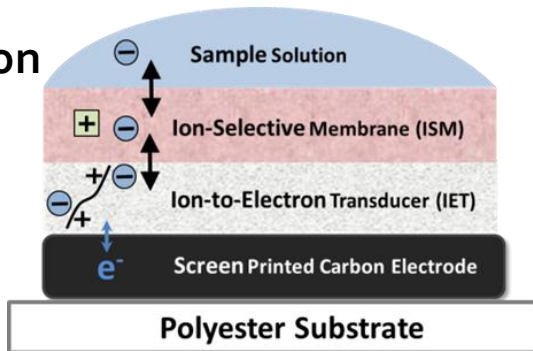 on
Sample Solution
Ion-Selective Membrane (ISM)
Ion-to-Electron Transducer (IET)
e⁻ Screen Printed Carbon Electrode
Polyester Substrate